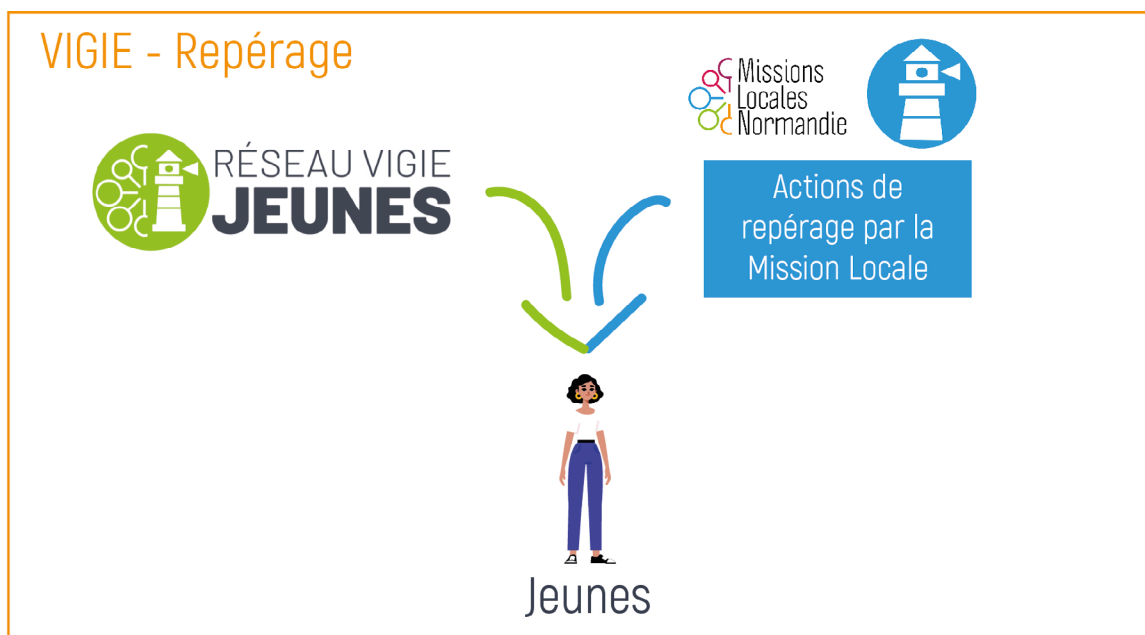 VIGIE - Repérage
Missions
Locales
Normandie
RÉSEAU VIGIE
JEUNES
Actions de
repérage par la
Mission Locale
Jeunes